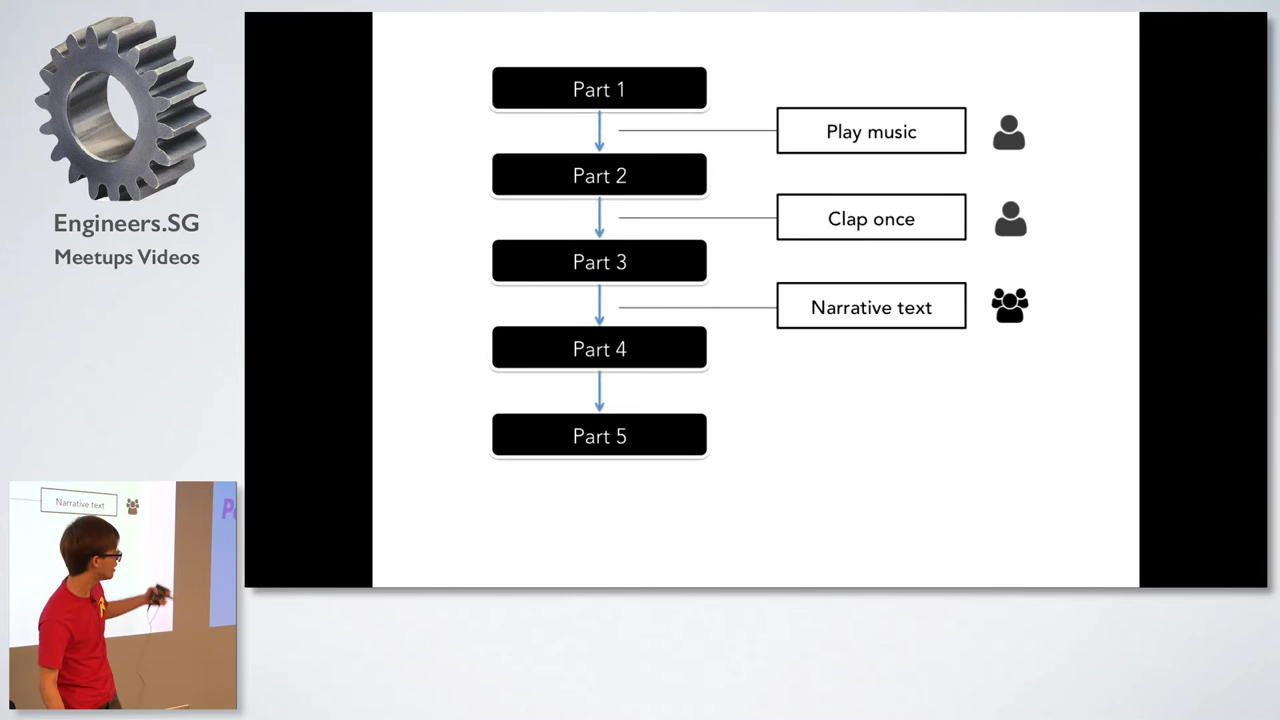 Engineers.SG
Meetups Videos
Part 1
Play music
Part 2
Clap once
Part 3
Narrative text
Part 4
Part 5
Narrative text